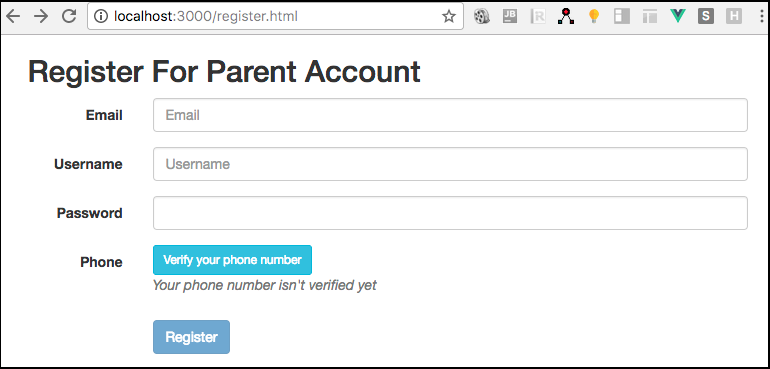 localhost:3000/register.html
JB
R
S
H
Register For Parent Account
Email
Email
Username
Username
Password
Phone
Verify your phone number
Your phone number isn't verified yet
Register